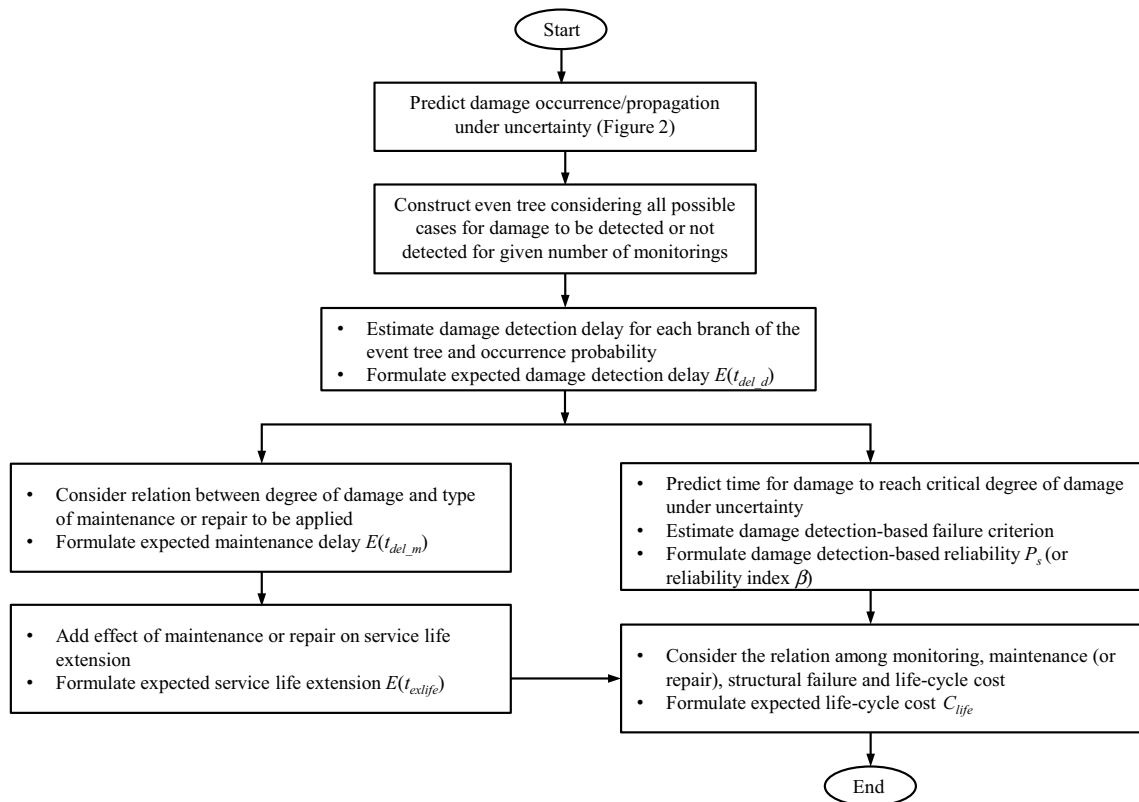 Start
Predict damage occurrence/propagation
under uncertainty (Figure 2)
Construct even tree considering all possible
cases for damage to be detected or not
detected for given number of monitorings
• Estimate damage detection delay for each branch of the
event tree and occurrence probability
• Formulate expected damage detection delay E(t_del_d)
• Consider relation between degree of damage and type
of maintenance or repair to be applied
• Formulate expected maintenance delay E(t_del_m)
• Predict time for damage to reach critical degree of damage
under uncertainty
• Estimate damage detection-based failure criterion
• Formulate damage detection-based reliability P_s (or
reliability index β)
• Add effect of maintenance or repair on service life
extension
• Formulate expected service life extension E(t_exlife)
• Consider the relation among monitoring, maintenance (or
repair), structural failure and life-cycle cost
• Formulate expected life-cycle cost C_life
End